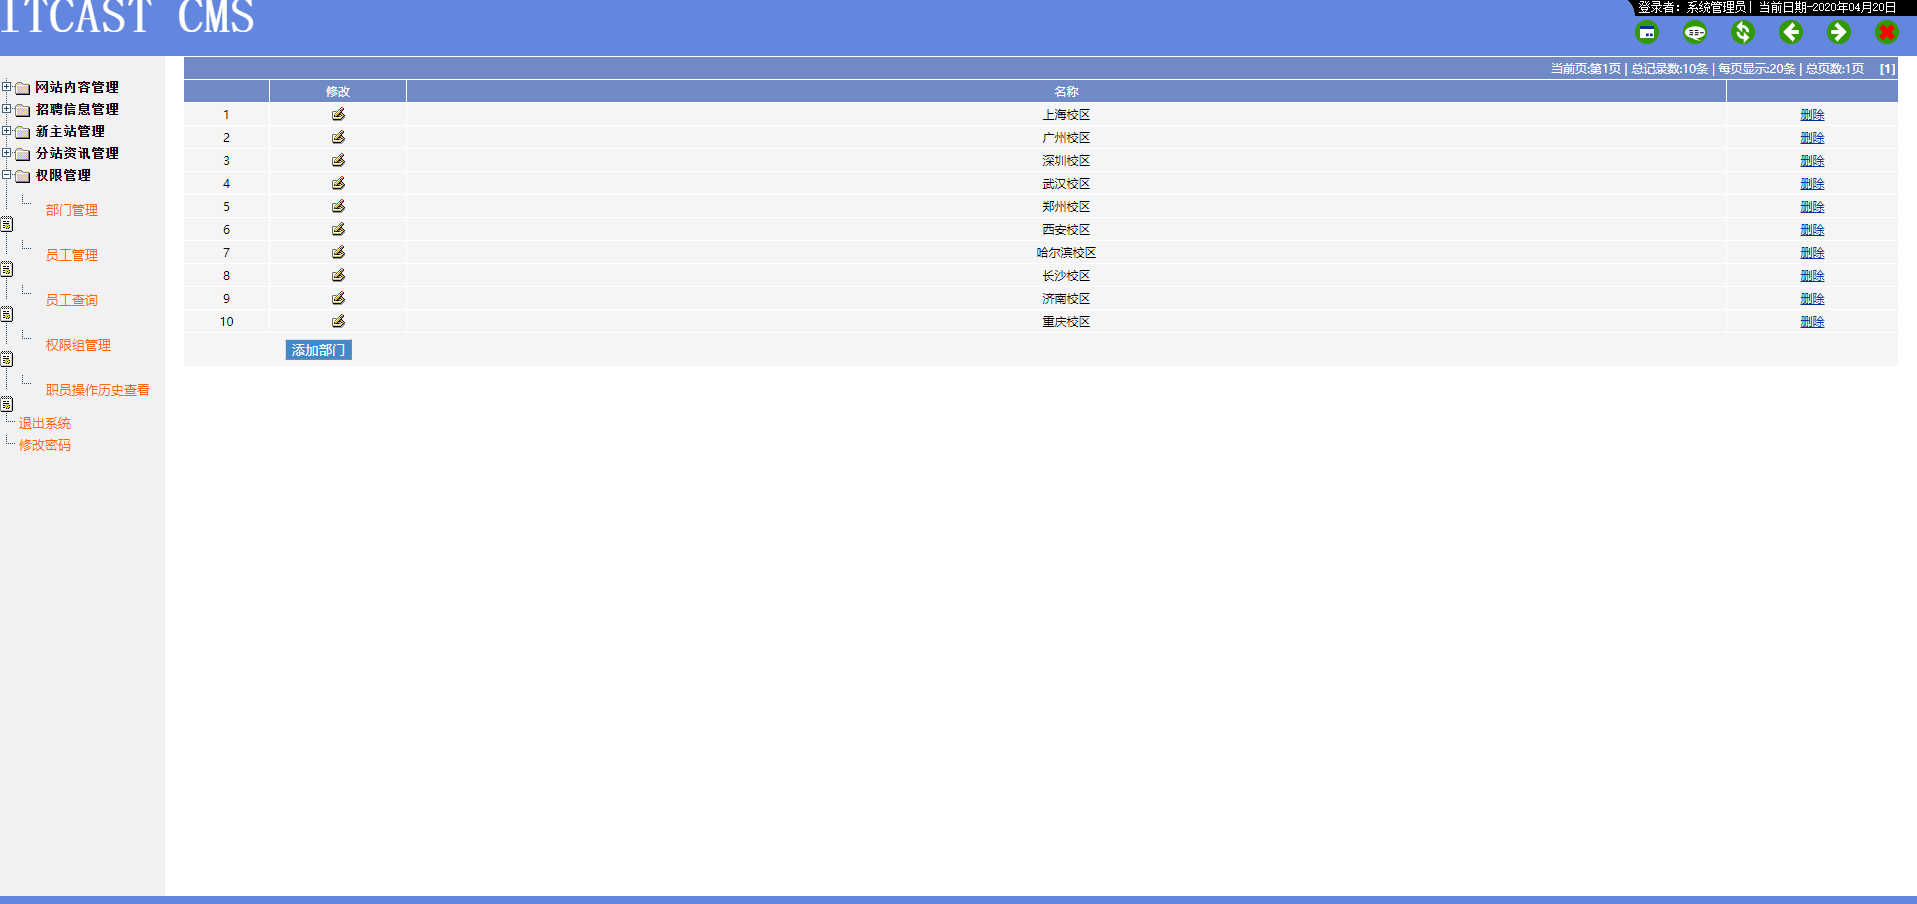 ITCAST CMS
登录者：系统管理员 | 当前日期-2020年04月20日
网站内容管理
招聘信息管理
新主站管理
分站资讯管理
权限管理
部门管理
员工管理
员工查询
权限组管理
职员操作历史查看
退出系统
修改密码
当前页:第1页 | 总记录数:10条 | 每页显示:20条 | 总页数:1页 [1]
修改 名称
1 上海校区 删除
2 广州校区 删除
3 深圳校区 删除
4 武汉校区 删除
5 郑州校区 删除
6 西安校区 删除
7 哈尔滨校区 删除
8 长沙校区 删除
9 济南校区 删除
10 重庆校区 删除
添加部门